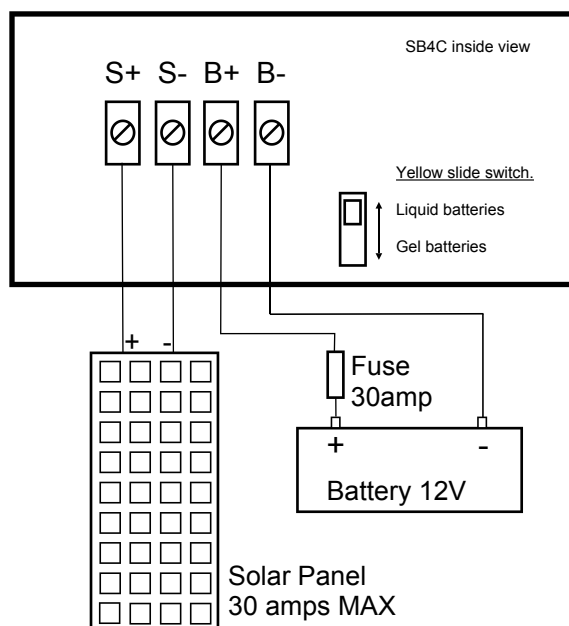 SB4C inside view
S+ S- B+ B-
Yellow slide switch.
Liquid batteries
Gel batteries
+ -
Fuse
30amp
+ -
Battery 12V
Solar Panel
30 amps MAX